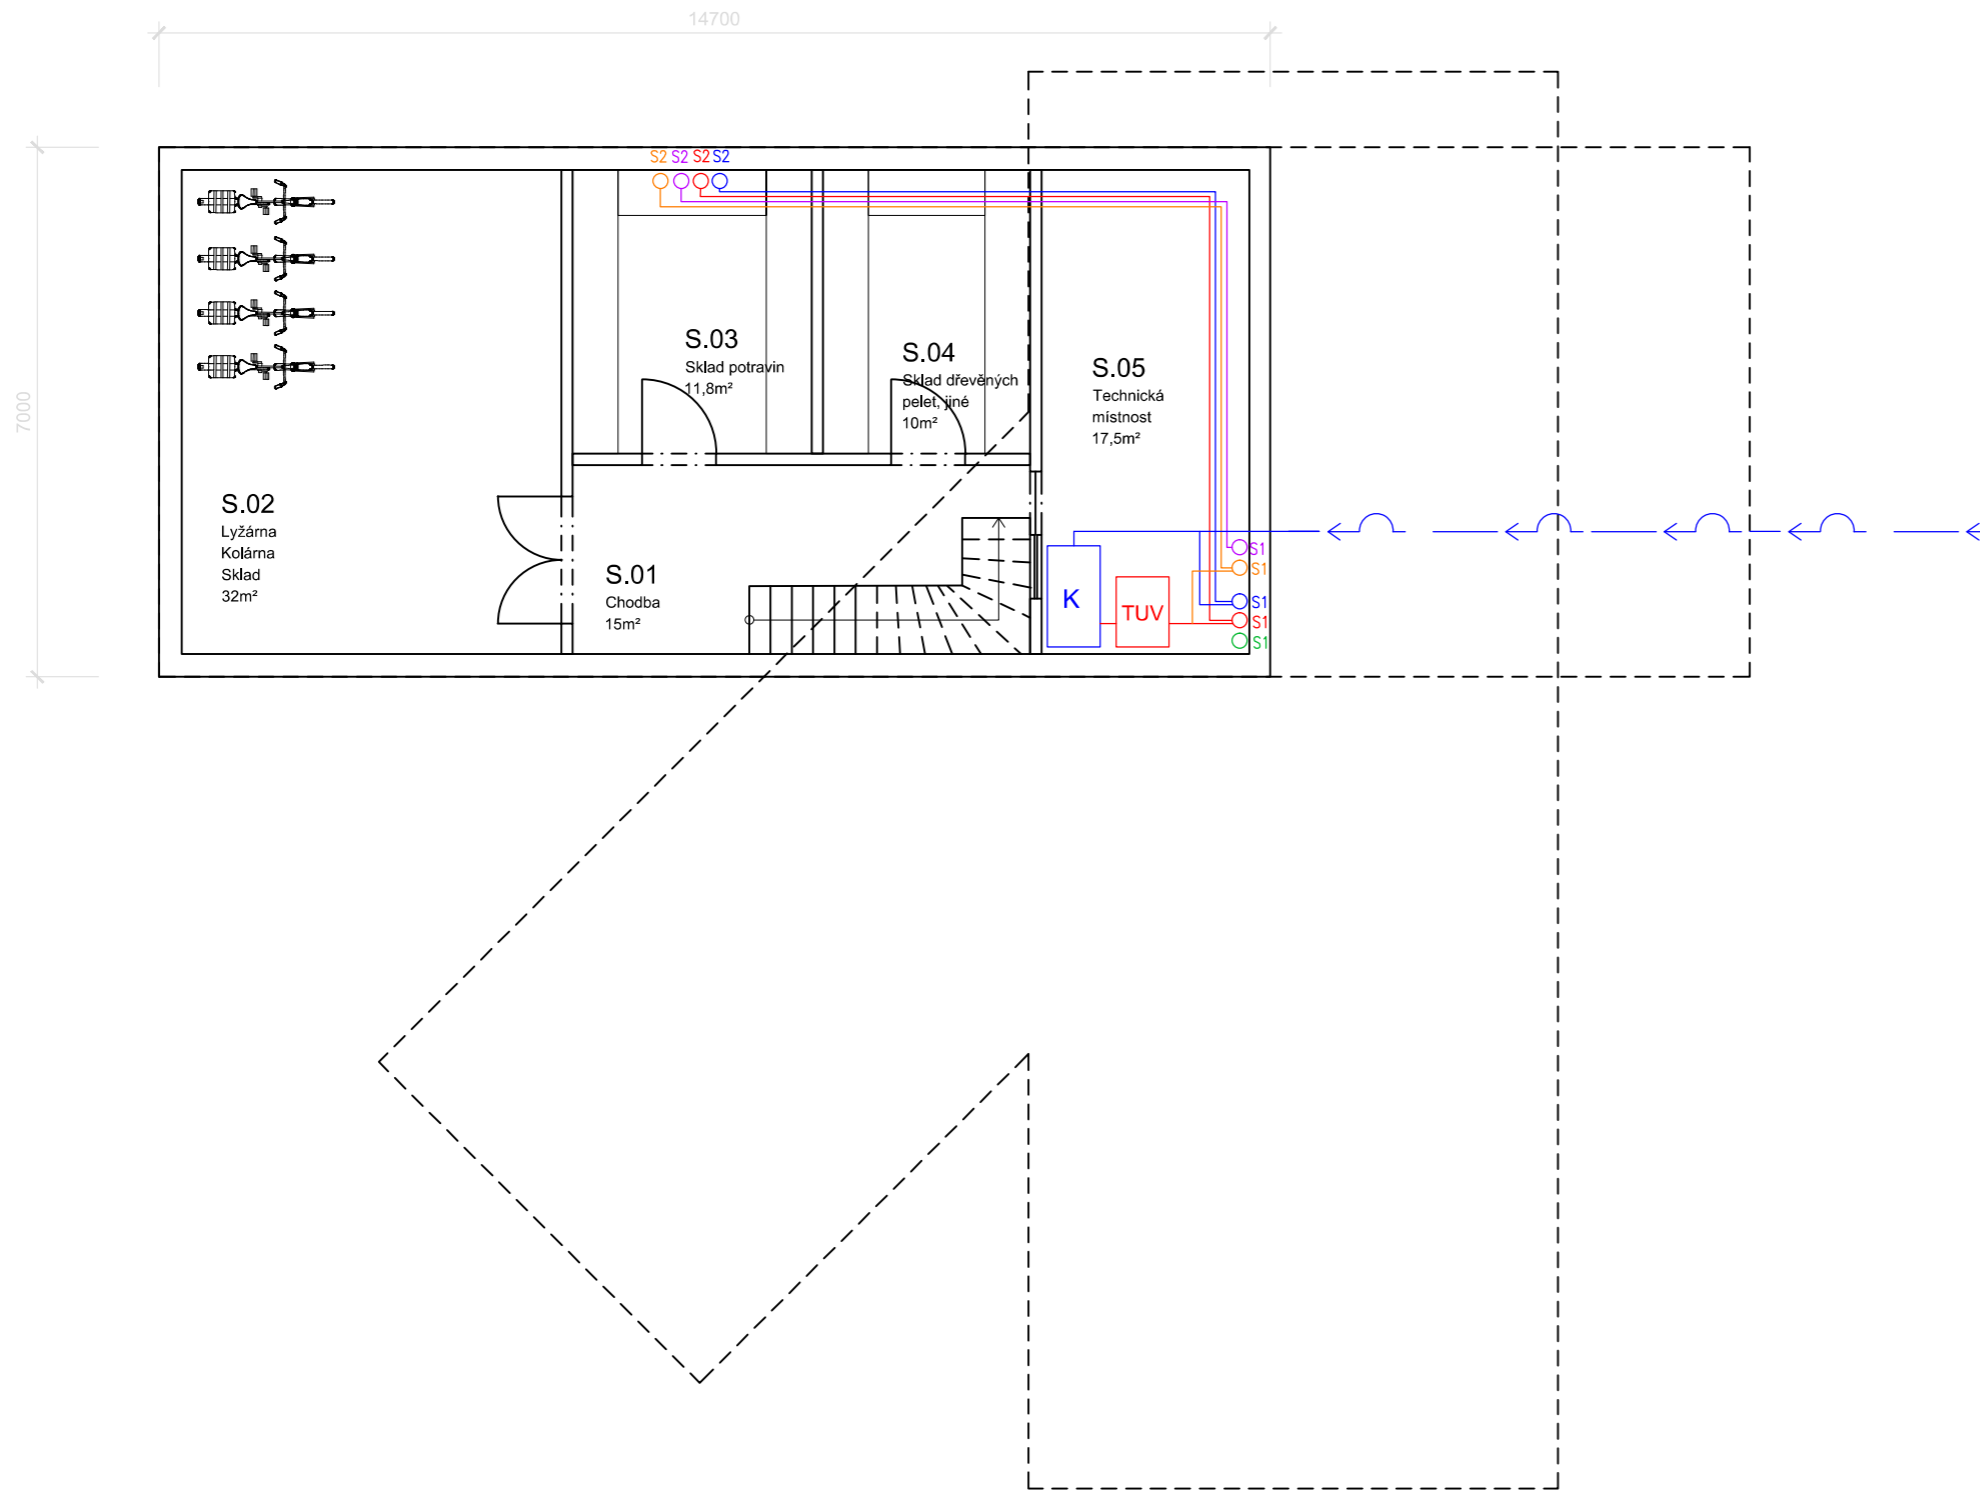 14700
7000
S2 S2 S2 S2
S.03
Sklad potravin
11,8m²
S.04
Sklad dřevěných
pelet, jiné
10m²
S.05
Technická
místnost
17,5m²
S.02
Lyžárna
Kolárna
Sklad
32m²
S.01
Chodba
15m²
K
TUV
S1
S1
S1
S1
S1